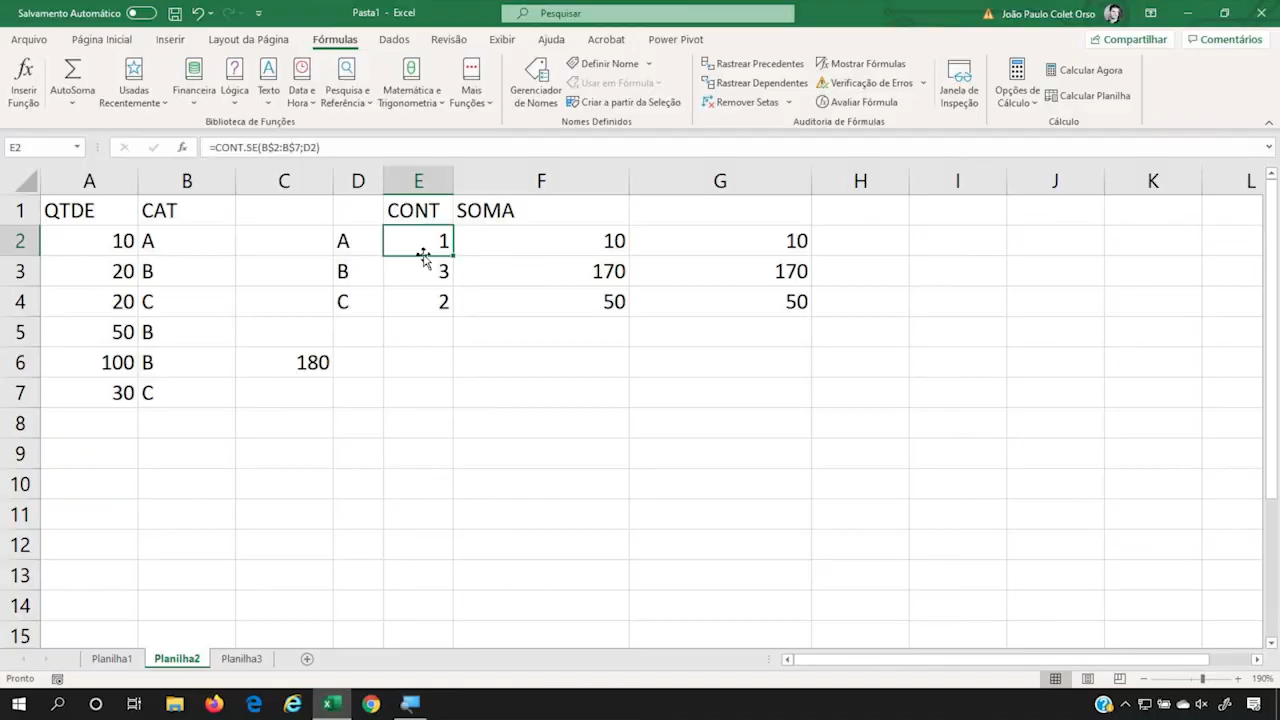 Salvamento Automático
Pasta1 - Excel
Pesquisar
João Paulo Colet Orso
Arquivo Página Inicial Inserir Layout da Página Fórmulas Dados Revisão Exibir Ajuda Acrobat Power Pivot
Compartilhar Comentários
Inserir Função
AutoSoma
Usadas Recentemente
Financeira
Lógica
Texto
Data e Hora
Pesquisa e Referência
Matemática e Trigonometria
Mais Funções
Biblioteca de Funções
Gerenciador de Nomes
Definir Nome
Usar em Fórmula
Criar a partir da Seleção
Nomes Definidos
Rastrear Precedentes
Rastrear Dependentes
Remover Setas
Mostrar Fórmulas
Verificação de Erros
Avaliar Fórmula
Auditoria de Fórmulas
Janela de Inspeção
Opções de Cálculo
Calcular Agora
Calcular Planilha
Cálculo
E2 fx =CONT.SE(B$2:B$7;D2)
A B C D E F G H I J K L
1 QTDE CAT CONT SOMA
2 10 A A 1 10 10
3 20 B B 3 170 170
4 20 C C 2 50 50
5 50 B
6 100 B 180
7 30 C
8
9
10
11
12
13
14
15
Planilha1 Planilha2 Planilha3
Pronto 190%